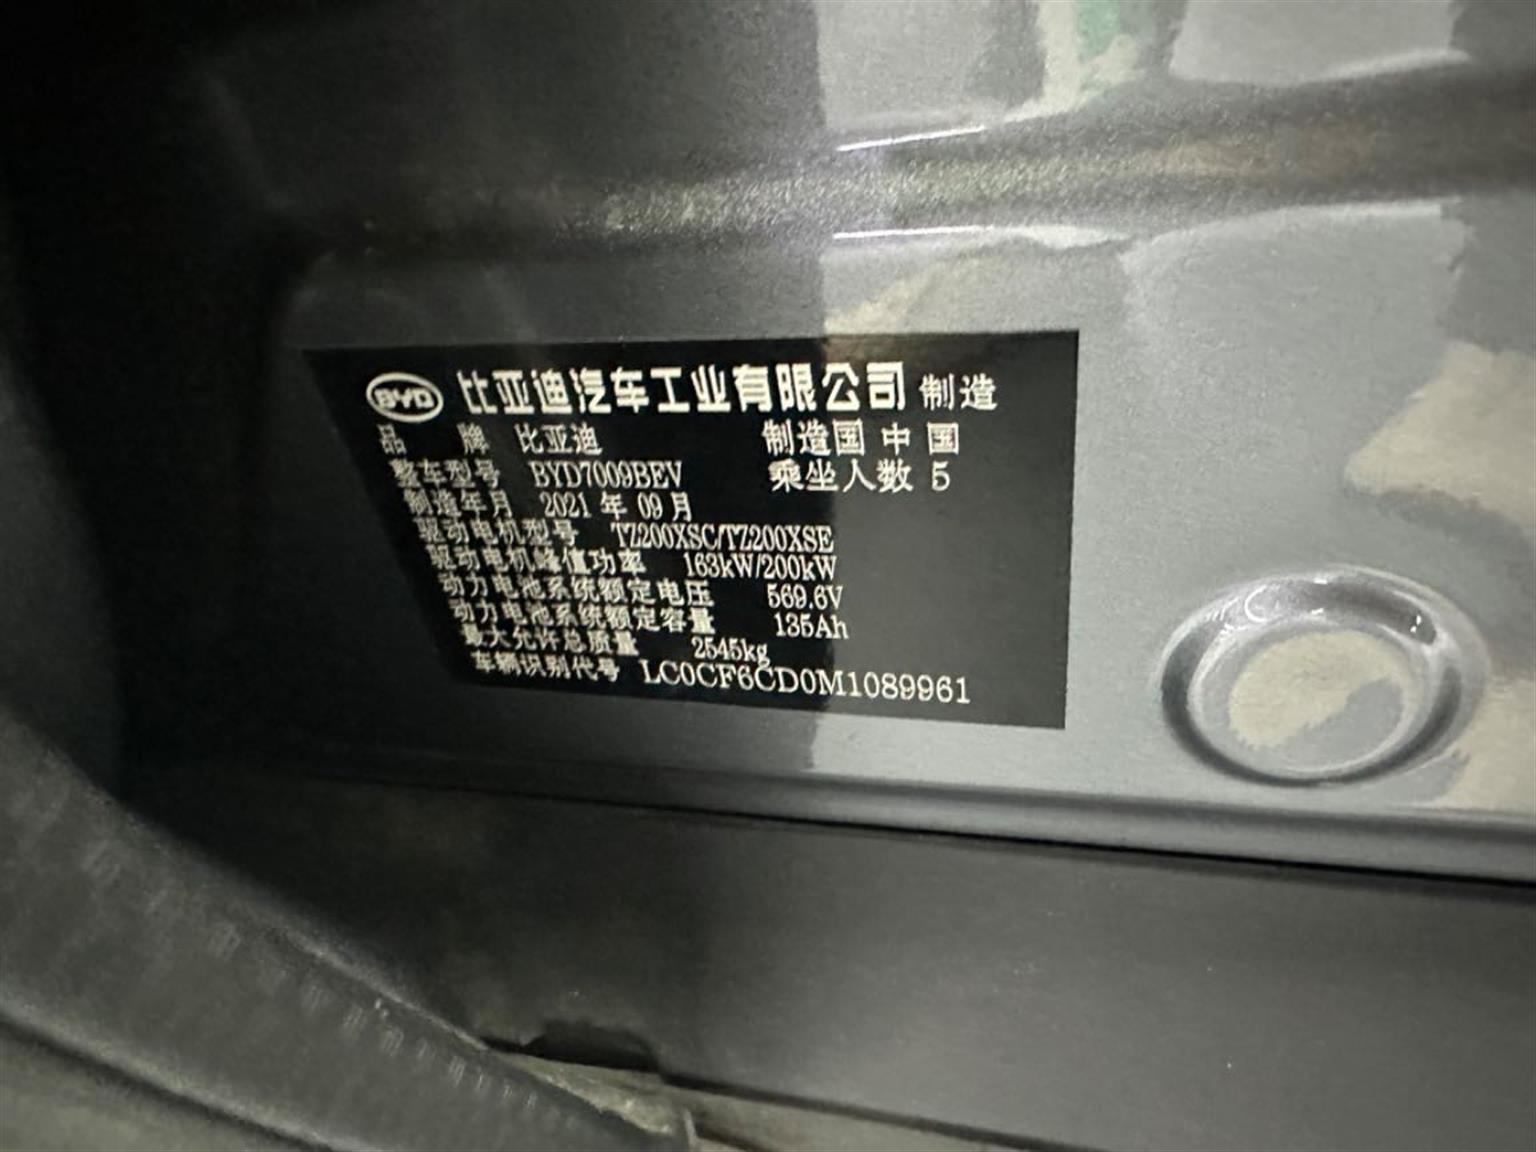 BYD 比亚迪汽车工业有限公司 制造
品 牌 比亚迪 制造国 中 国
整车型号 BYD7009BEV 乘坐人数 5
制造年月 2021 年 09 月
驱动电机型号 TZ200XSC/TZ200XSE
驱动电机峰值功率 163kW/200kW
动力电池系统额定电压 569.6V
动力电池系统额定容量 135Ah
最大允许总质量 2545kg
车辆识别代号 LC0CF6CD0M1089961